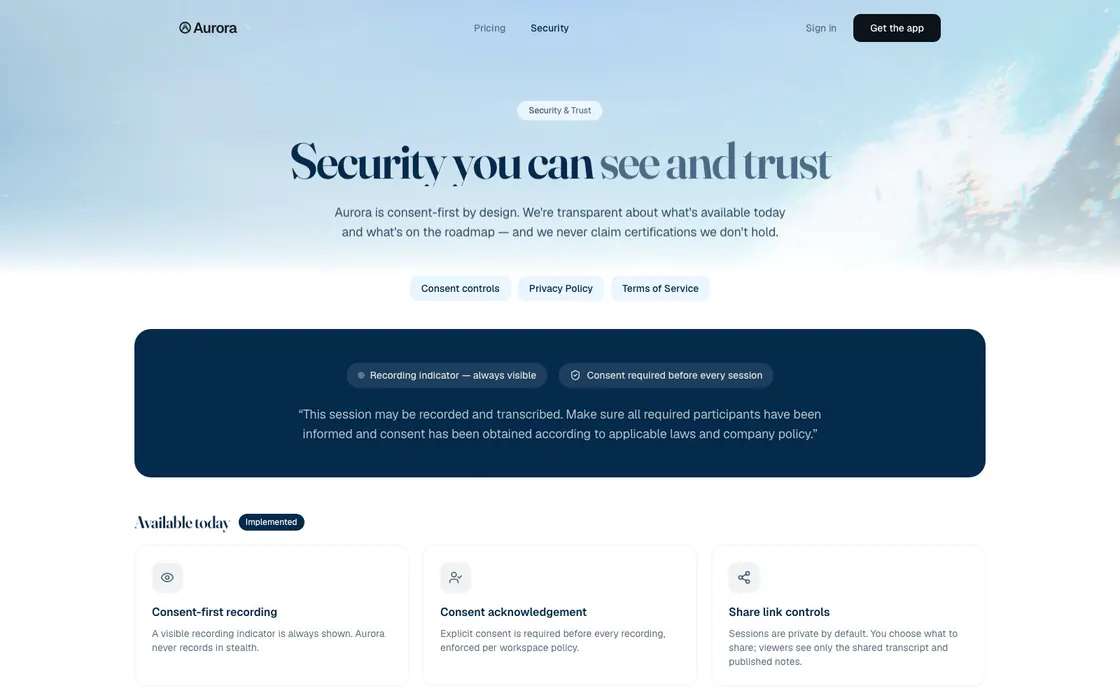 Aurora
Pricing
Security
Sign in
Get the app
Security & Trust
Security you can see and trust
Aurora is consent-first by design. We're transparent about what's available today
and what's on the roadmap — and we never claim certifications we don't hold.
Consent controls
Privacy Policy
Terms of Service
Recording indicator — always visible
Consent required before every session
“This session may be recorded and transcribed. Make sure all required participants have been
informed and consent has been obtained according to applicable laws and company policy.”
Available today
Implemented
Consent-first recording
A visible recording indicator is always shown. Aurora
never records in stealth.
Consent acknowledgement
Explicit consent is required before every recording,
enforced per workspace policy.
Share link controls
Sessions are private by default. You choose what to
share; viewers see only the shared transcript and
published notes.